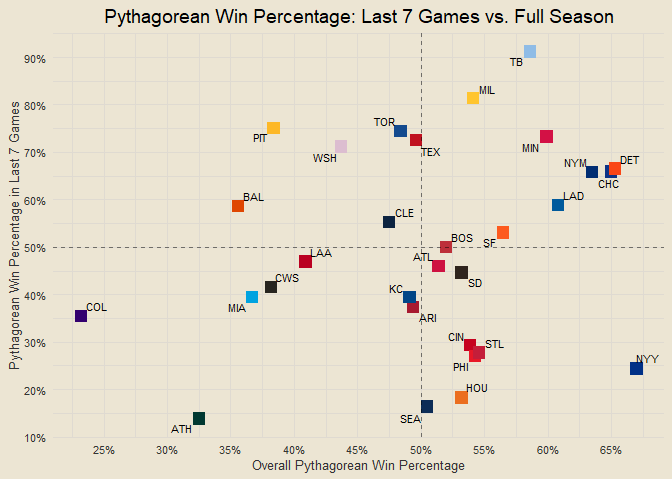 Pythagorean Win Percentage: Last 7 Games vs. Full Season
Pythagorean Win Percentage in Last 7 Games
90%
80%
70%
60%
50%
40%
30%
20%
10%
TB
MIL
TOR
PIT
TEX
WSH
MIN
NYM
DET
CHC
BAL
LAD
CLE
BOS
SF
LAA
ATL
CWS
SD
MIA
KC
COL
ARI
CIN
STL
PHI
NYY
HOU
SEA
ATH
25%
30%
35%
40%
45%
50%
55%
60%
65%
Overall Pythagorean Win Percentage